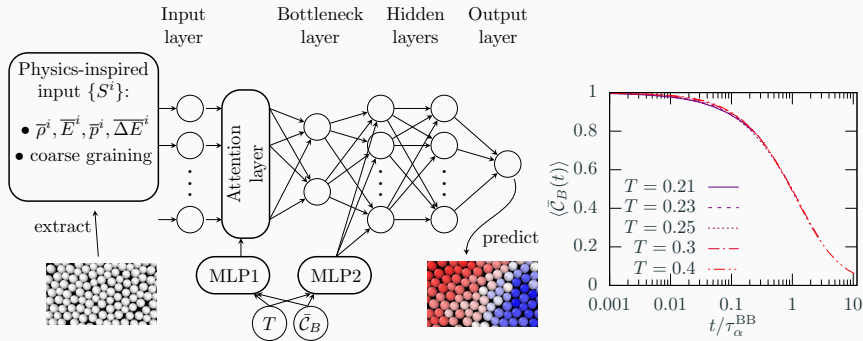 Input layer
Bottleneck layer
Hidden layers
Output layer
Physics-inspired
input {Sⁱ}:
• ρ̅ⁱ, E̅ⁱ, p̅ⁱ, Δ̅E̅ⁱ
• coarse graining
Attention layer
extract
MLP1
MLP2
T
C̄_B
predict
⟨C̄_B(t)⟩
1
0.8
0.6
0.4
0.2
0
T = 0.21
T = 0.23
T = 0.25
T = 0.3
T = 0.4
0.001
0.01
0.1
1
10
t/τ_α^BB